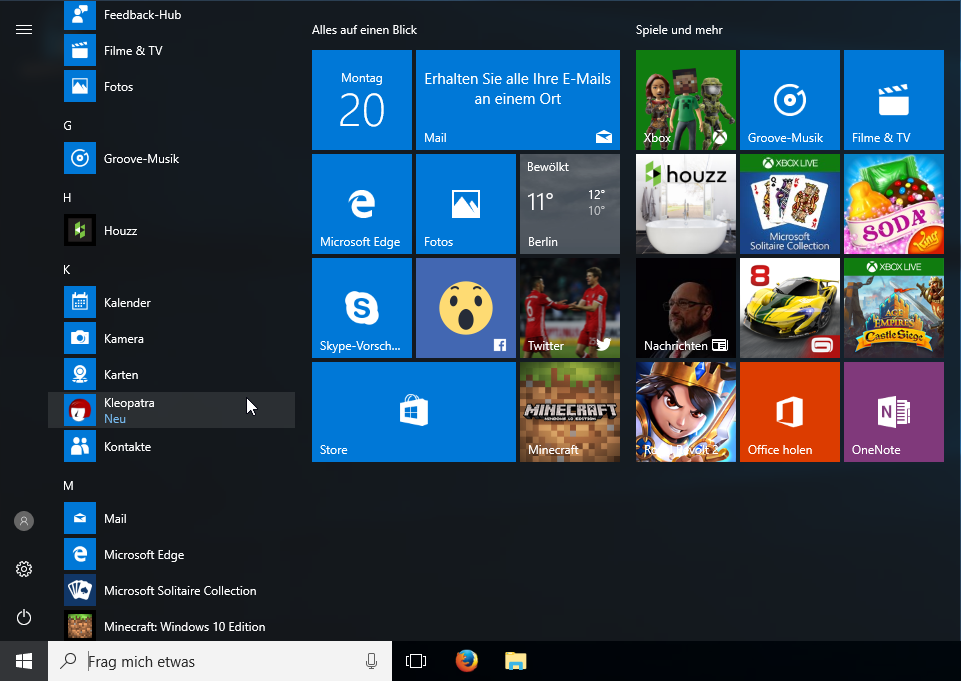 Feedback-Hub
Filme & TV
Fotos
G
Groove-Musik
H
Houzz
K
Kalender
Kamera
Karten
Kleopatra
Neu
Kontakte
M
Mail
Microsoft Edge
Microsoft Solitaire Collection
Minecraft: Windows 10 Edition
Alles auf einen Blick
Montag
20
Erhalten Sie alle Ihre E-Mails
an einem Ort
Mail
Microsoft Edge
Fotos
Bewölkt
11°
12°
10°
Berlin
Skype-Vorsch...
Twitter
Store
MINECRAFT
Minecraft
Spiele und mehr
Xbox
Groove-Musik
Filme & TV
houzz
XBOX LIVE
Microsoft
Solitaire Collection
SODA
King
Nachrichten
8
XBOX LIVE
AGE
OF
EMPIRES
Castle Siege
Office holen
OneNote
Frag mich etwas